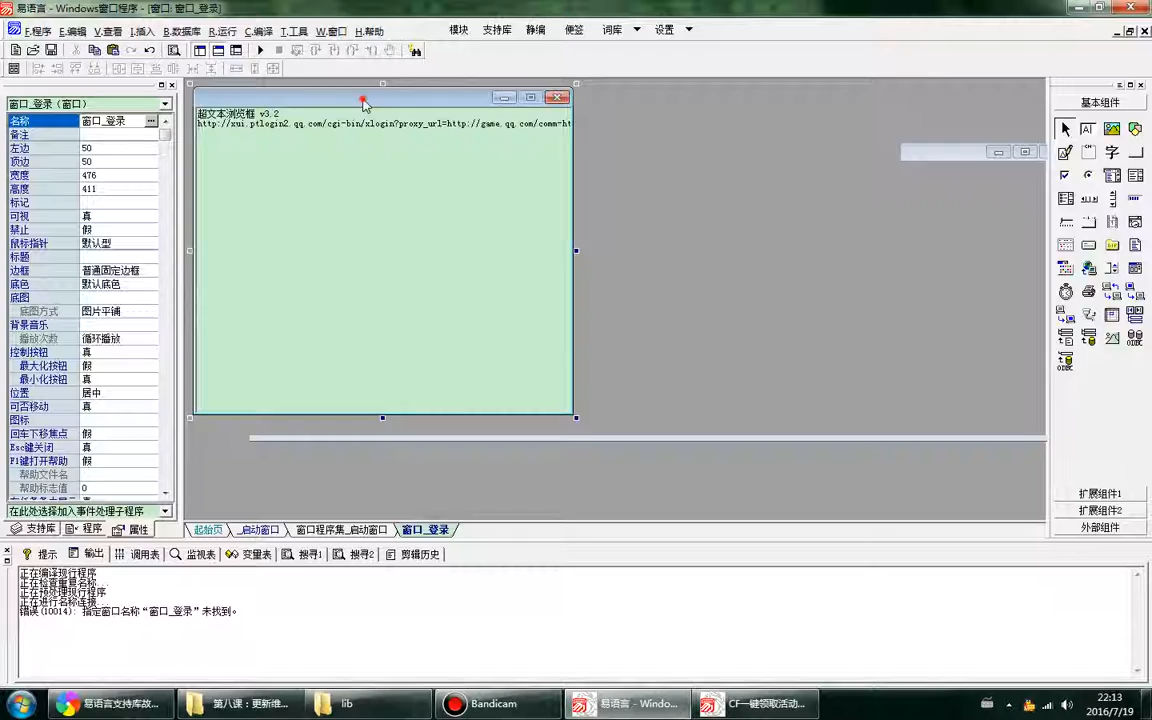 易语言 - Windows窗口程序 - [窗口: 窗口_登录]
F.程序 E.编辑 V.查看 I.插入 B.数据库 R.运行 C.编译 T.工具 W.窗口 H.帮助 模块 支持库 静编 便签 词库 设置
窗口_登录（窗口）
名称 窗口_登录
备注
左边 50
顶边 50
宽度 476
高度 411
标记
可视 真
禁止 假
鼠标指针 默认型
标题
边框 普通固定边框
底色 默认底色
底图
底图方式 图片平铺
背景音乐
播放次数 循环播放
控制按钮 真
最大化按钮 假
最小化按钮 真
位置 居中
可否移动 真
图标
回车下移焦点 假
Esc键关闭 真
F1键打开帮助 假
帮助文件名
帮助标志值 0
在此处选择加入事件处理子程序
支持库 程序 属性
超文本浏览框 v3.2
http://xui.ptlogin2.qq.com/cgi-bin/xlogin?proxy_url=http://game.qq.com/comm-ht
基本组件
字
ODBC
ODBC
扩展组件1
扩展组件2
外部组件
起始页 _启动窗口 窗口程序集_启动窗口 窗口_登录
提示 输出 调用表 监视表 变量表 搜寻1 搜寻2 剪辑历史
正在编译现行程序
正在检查重复名称...
正在预处理现行程序
正在进行名称连接...
错误(10014): 指定窗口名称“窗口_登录”未找到。
易语言支持库故... 第八课：更新维... lib Bandicam 易语言 - Windo... CF一键领取活动...
22:13
2016/7/19